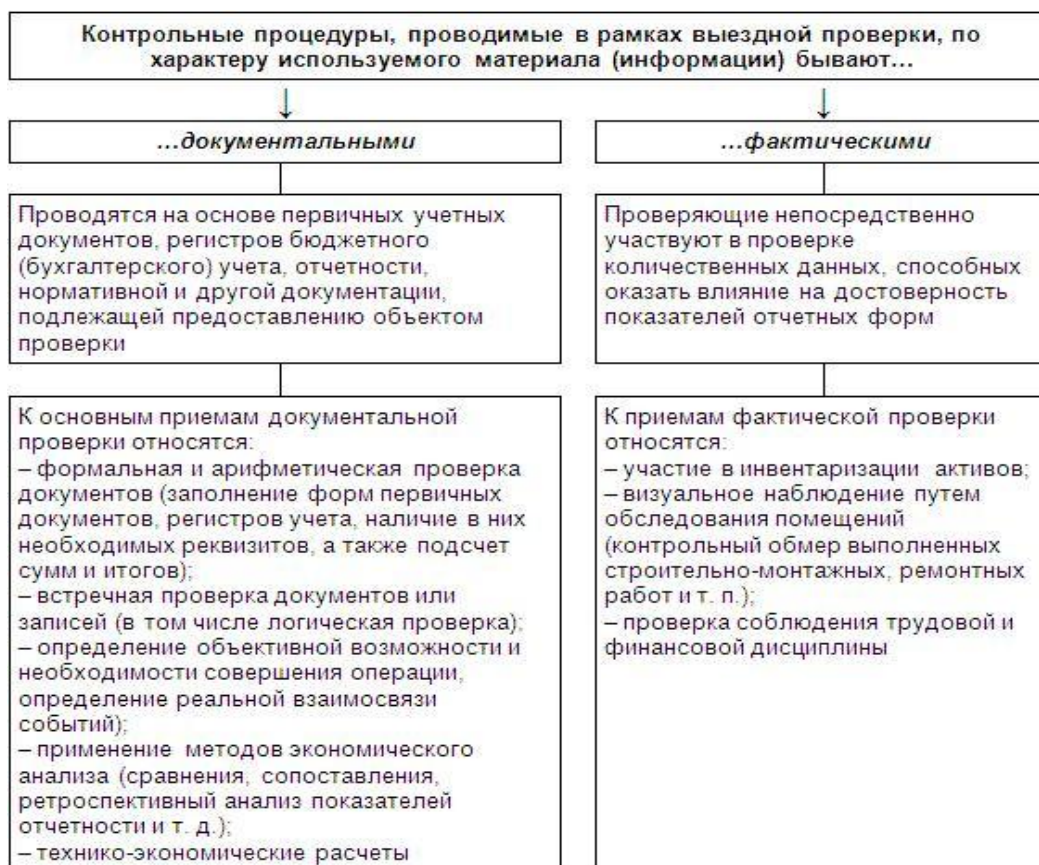 Контрольные процедуры, проводимые в рамках выездной проверки, по
характеру используемого материала (информации) бывают...
...документальными
...фактическими
Проводятся на основе первичных учетных
документов, регистров бюджетного
(бухгалтерского) учета, отчетности,
нормативной и другой документации,
подлежащей предоставлению объектом
проверки
Проверяющие непосредственно
участвуют в проверке
количественных данных, способных
оказать влияние на достоверность
показателей отчетных форм
К основным приемам документальной
проверки относятся:
– формальная и арифметическая проверка
документов (заполнение форм первичных
документов, регистров учета, наличие в них
необходимых реквизитов, а также подсчет
сумм и итогов);
– встречная проверка документов или
записей (в том числе логическая проверка);
– определение объективной возможности и
необходимости совершения операции,
определение реальной взаимосвязи
событий);
– применение методов экономического
анализа (сравнения, сопоставления,
ретроспективный анализ показателей
отчетности и т. д.);
– технико-экономические расчеты
К приемам фактической проверки
относятся:
– участие в инвентаризации активов;
– визуальное наблюдение путем
обследования помещений
(контрольный обмер выполненных
строительно-монтажных, ремонтных
работ и т. п.);
– проверка соблюдения трудовой и
финансовой дисциплины